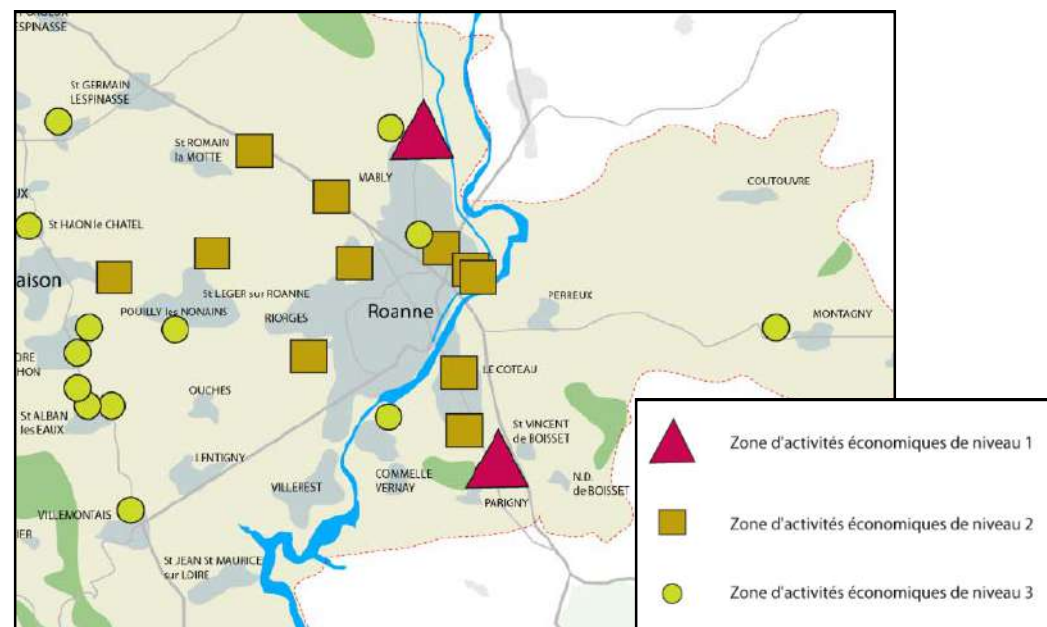 ESPINASSE
St GERMAIN
LESPINASSE
St ROMAIN
la MOTTE
MABLY
COUTOUVRE
St HAON le CHATEL
aison
St LEGER sur ROANNE
POUILLY les NONAINS
RIORGES
Roanne
PERREUX
MONTAGNY
LE COTEAU
OUCHES
St ALBAN
les EAUX
St VINCENT
de BOISSET
LENTIGNY
VILLEREST
COMMELLE
VERNAY
N.D.
de BOISSET
PARIGNY
VILLEMONTAIS
St JEAN St MAURICE
sur LOIRE
Zone d'activités économiques de niveau 1
Zone d'activités économiques de niveau 2
Zone d'activités économiques de niveau 3